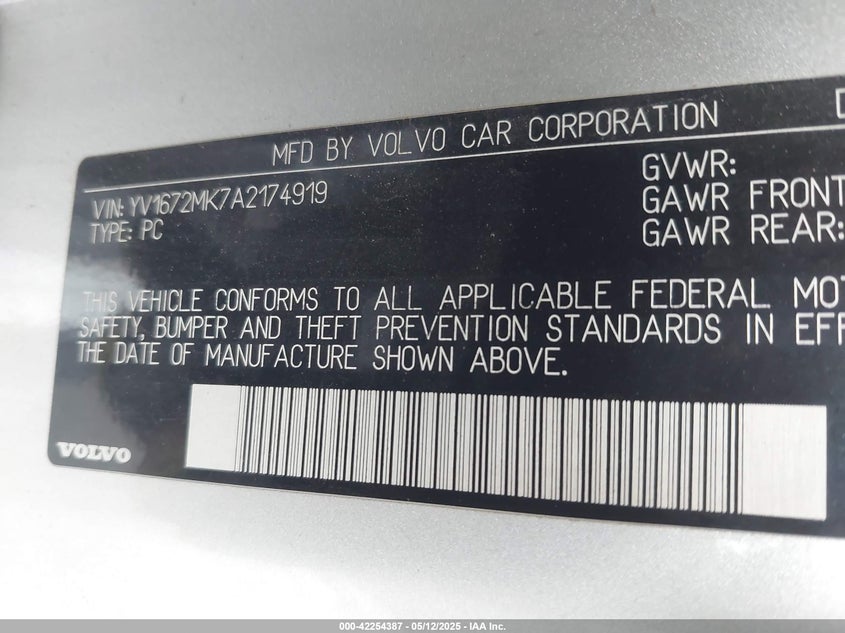 MFD BY VOLVO CAR CORPORATION
VIN: YV1672MK7A2174919
TYPE: PC
GVWR:
GAWR FRONT
GAWR REAR:
THIS VEHICLE CONFORMS TO ALL APPLICABLE FEDERAL MOT
SAFETY, BUMPER AND THEFT PREVENTION STANDARDS IN EFF
THE DATE OF MANUFACTURE SHOWN ABOVE.
VOLVO
000-42254387 - 05/12/2025 - IAA Inc.